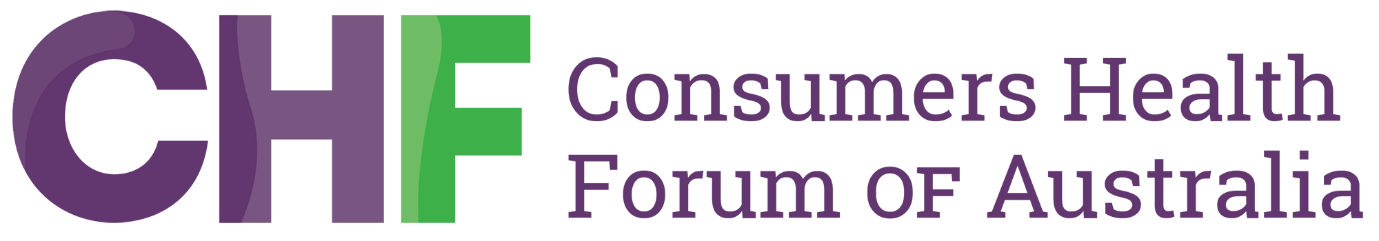 CHF
Consumers Health
Forum OF Australia